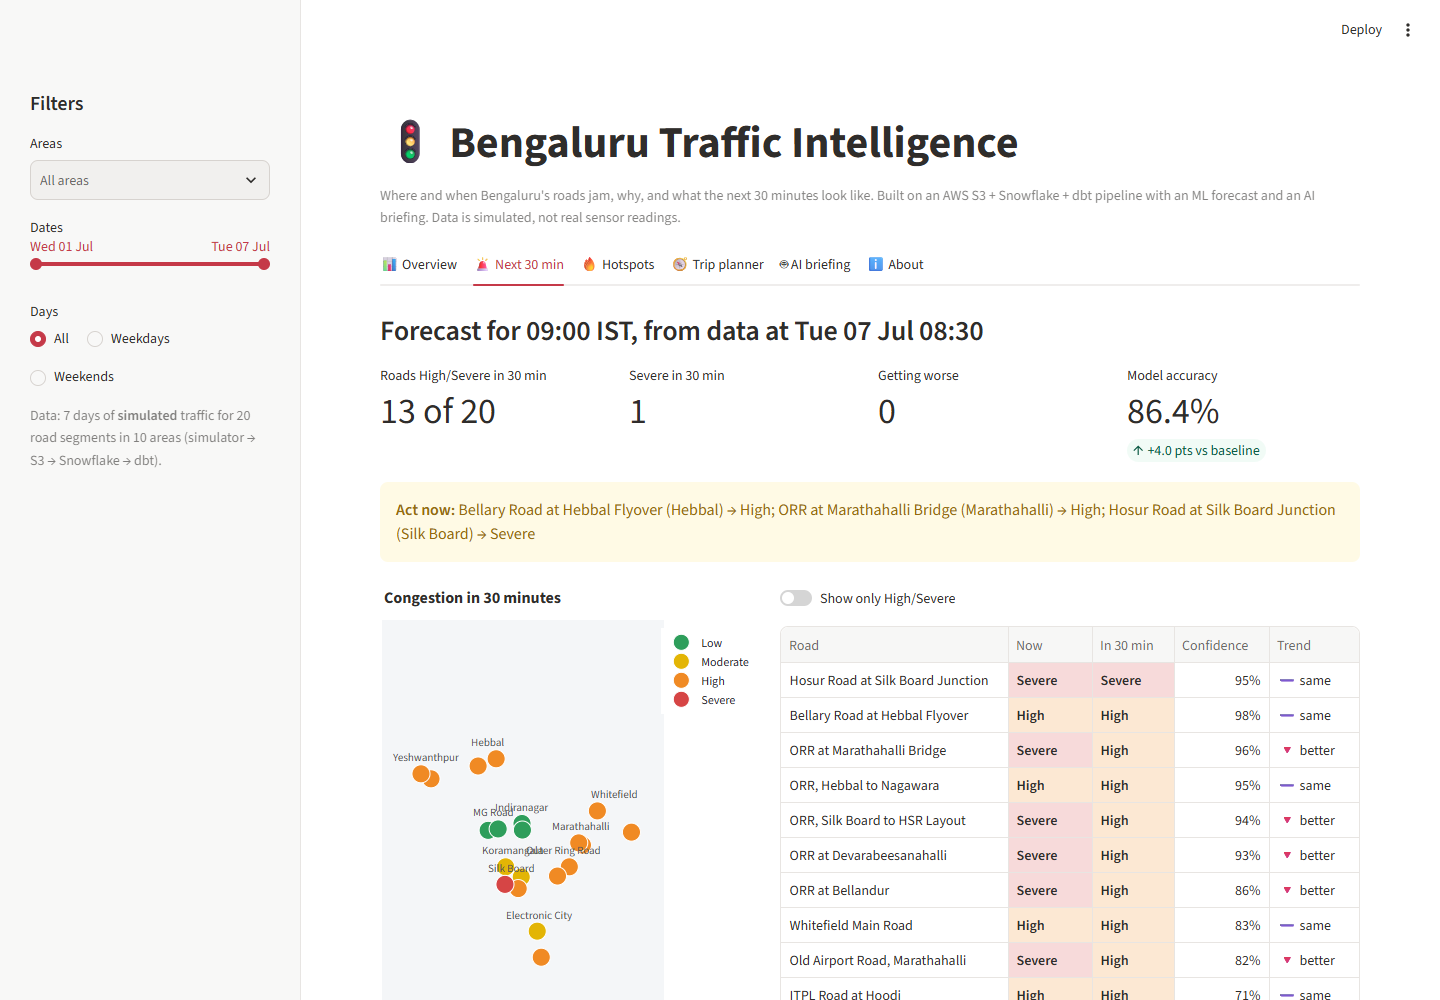 Deploy
Filters
Areas
All areas
Dates
Wed 01 Jul Tue 07 Jul
Days
All Weekdays
Weekends
Data: 7 days of simulated traffic for 20
road segments in 10 areas (simulator →
S3 → Snowflake → dbt).
Bengaluru Traffic Intelligence
Where and when Bengaluru's roads jam, why, and what the next 30 minutes look like. Built on an AWS S3 + Snowflake + dbt pipeline with an ML forecast and an AI
briefing. Data is simulated, not real sensor readings.
Overview Next 30 min Hotspots Trip planner AI briefing About
Forecast for 09:00 IST, from data at Tue 07 Jul 08:30
Roads High/Severe in 30 min Severe in 30 min Getting worse Model accuracy
13 of 20 1 0 86.4%
↑ +4.0 pts vs baseline
Act now: Bellary Road at Hebbal Flyover (Hebbal) → High; ORR at Marathahalli Bridge (Marathahalli) → High; Hosur Road at Silk Board Junction
(Silk Board) → Severe
Congestion in 30 minutes
Low
Moderate
High
Severe
Hebbal
Yeshwanthpur
Whitefield
Indiranagar
MG Road
Marathahalli
Koramangala Outer Ring Road
Silk Board
Electronic City
Show only High/Severe
Road Now In 30 min Confidence Trend
Hosur Road at Silk Board Junction Severe Severe 95% same
Bellary Road at Hebbal Flyover High High 98% same
ORR at Marathahalli Bridge Severe High 96% better
ORR, Hebbal to Nagawara High High 95% same
ORR, Silk Board to HSR Layout Severe High 94% better
ORR at Devarabeesanahalli Severe High 93% better
ORR at Bellandur Severe High 86% better
Whitefield Main Road High High 83% same
Old Airport Road, Marathahalli Severe High 82% better
ITPL Road at Hoodi High High 71% same